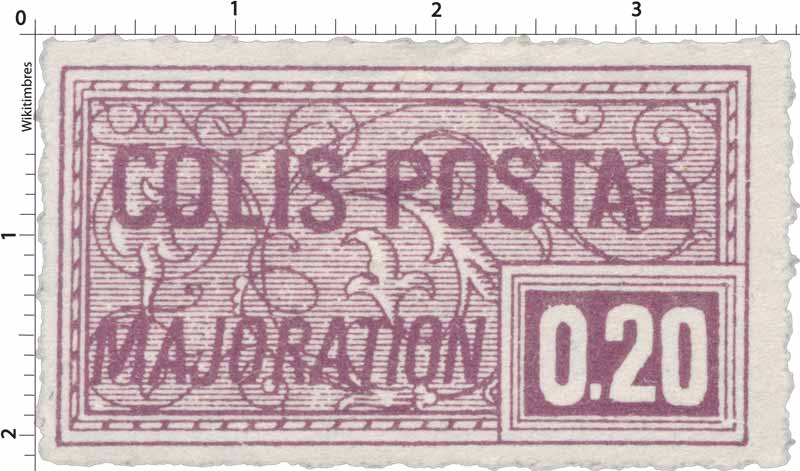 0 1 2 3
Wikitimbres
COLIS POSTAL
1
MAJORATION
0.20
2